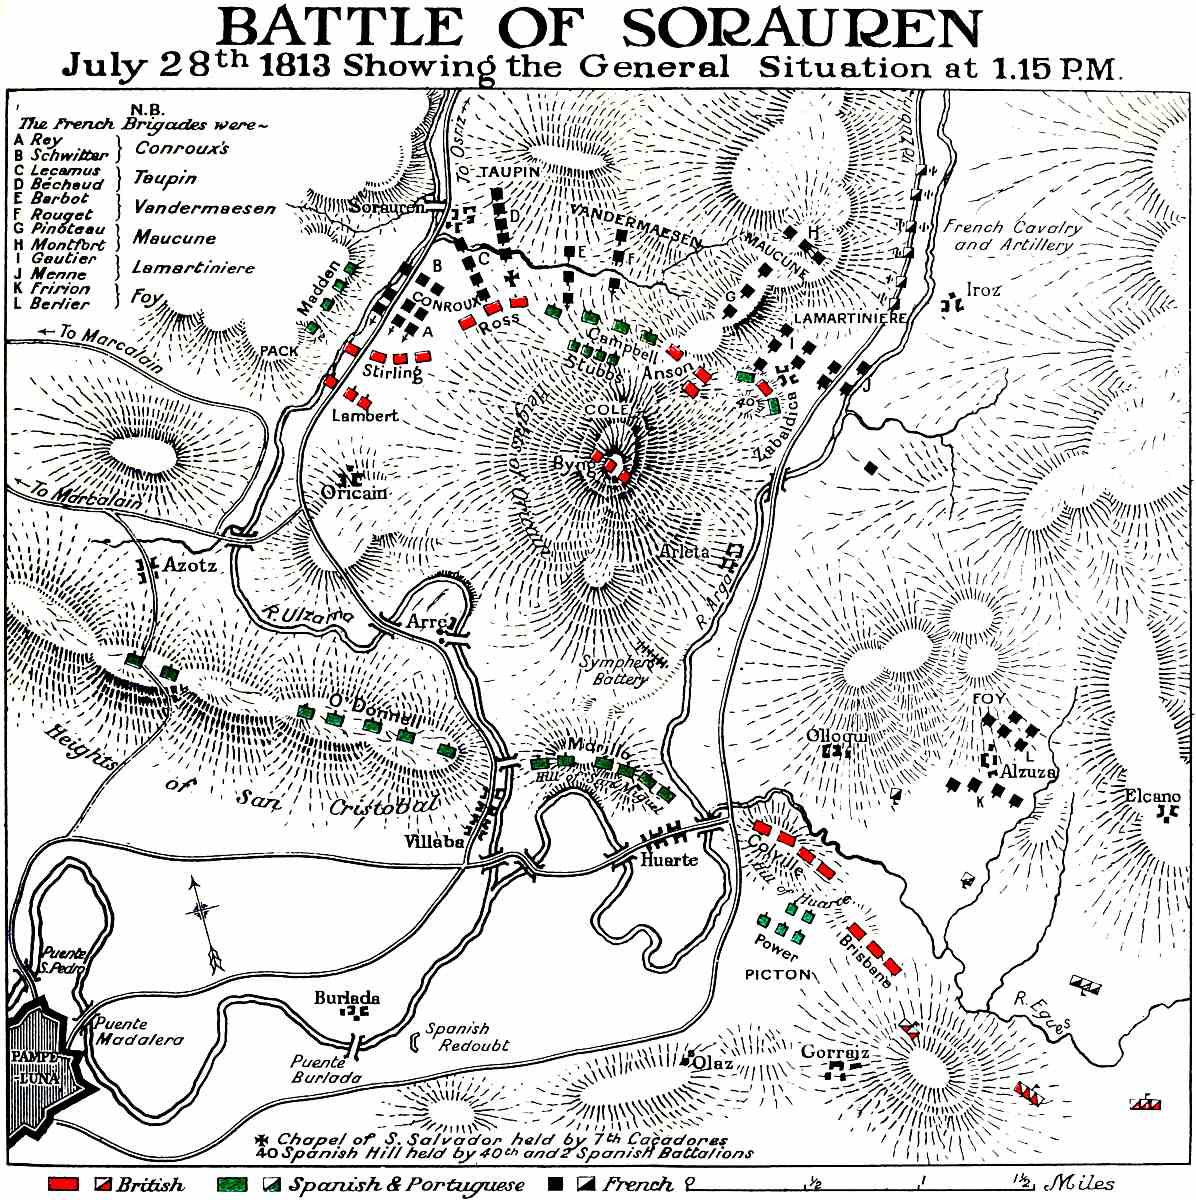 BATTLE OF SORAUREN
July 28th 1813 Showing the General Situation at 1.15 P.M.
N.B.
The French Brigades were~
A Rey
B Schwitter } Conroux's
C Lecamus
D Béchaud } Taupin
E Barbot
F Rouget } Vandermaesen
G Pinoteau
H Montfort } Maucune
I Gautier
J Menne } Lamartiniere
K Fririon
L Berlier } Foy
To Ostiz
TAUPIN
Sorauren
D
VANDERMAESEN
H
MAUCUNE
French Cavalry
and Artillery
E
F
C
B
Madden
CONROUX
G
Iroz
LAMARTINIERE
A
Ross
Campbell
Stubbs
I
To Marcalain
PACK
Stirling
Anson
J
Lambert
COLE
40
Zabaldica
Byng
Heights of Oricain
To Marcalain
Oricain
Azotz
Arleta
R. Arga
R. Ulzama
Arre
Symphers
Battery
O'Donnell
FOY
Morillo
Olloqui
L
Alzuza
Heights of San Cristobal
Hill of San Miguel
K
Elcano
Villaba
Huarte
Colville
Hill of Huarte
Power
Brisbane
PICTON
Puente
S. Pedro
Burlada
Puente
Madalera
Spanish
Redoubt
R. Egues
PAMPE
-LUNA
Puente
Burlada
Olaz
Gorraiz
✠ Chapel of S. Salvador held by 7th Caçadores
40 Spanish Hill held by 40th and 2 Spanish Battalions
British Spanish & Portuguese French 0 ½ 1 1½ Miles